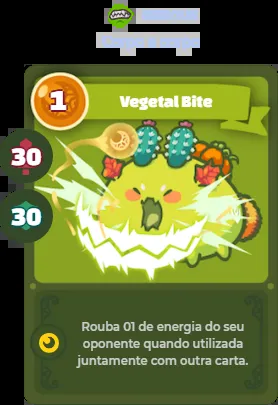 1
Vegetal Bite
30
30
Rouba 01 de energia do seu
oponente quando utilizada
juntamente com outra carta.